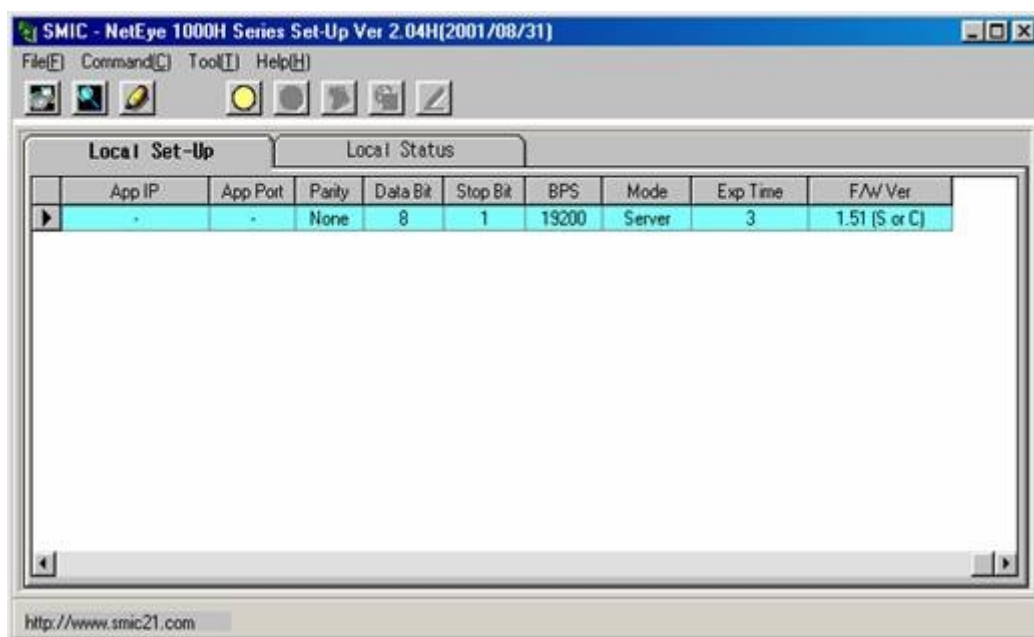 SMIC - NetEye 1000H Series Set-Up Ver 2.04H(2001/08/31)
File(F) Command(C) Tool(T) Help(H)
Local Set-Up Local Status
App IP App Port Parity Data Bit Stop Bit BPS Mode Exp Time F/W Ver
- - None 8 1 19200 Server 3 1.51 (S or C)
http://www.smic21.com